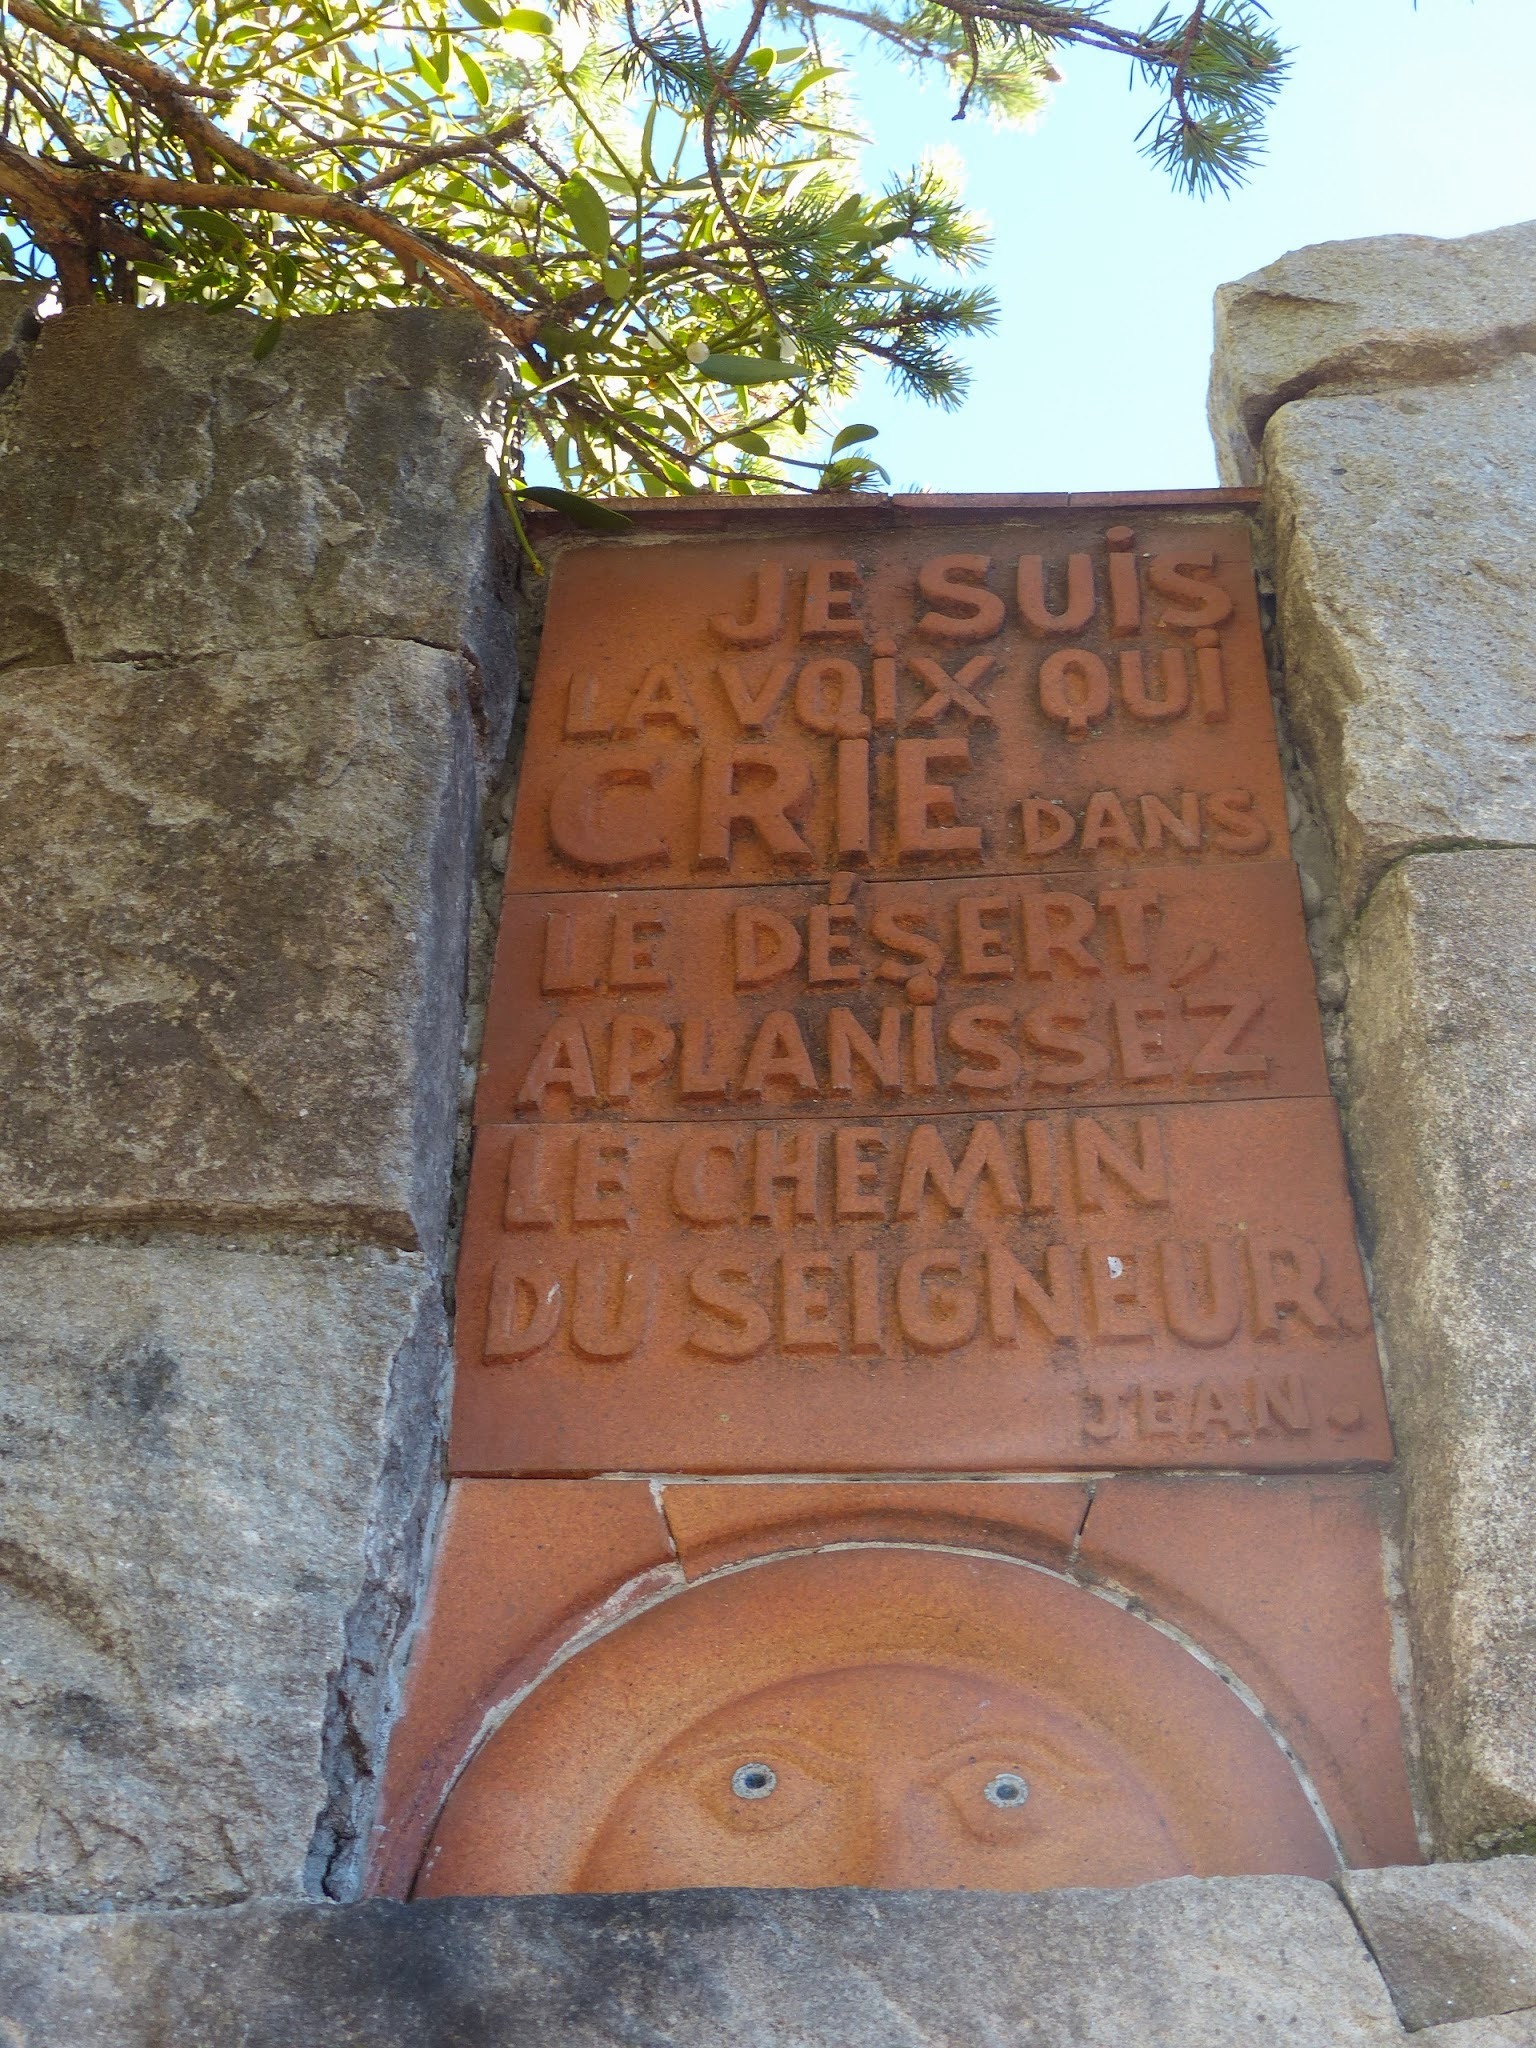 JE SUiS
LA VOiX QUi
CRIE DANS
LE DÉSERT,
APLANiSSEZ
LE CHEMIN
DU SEIGNEUR.
JEAN.